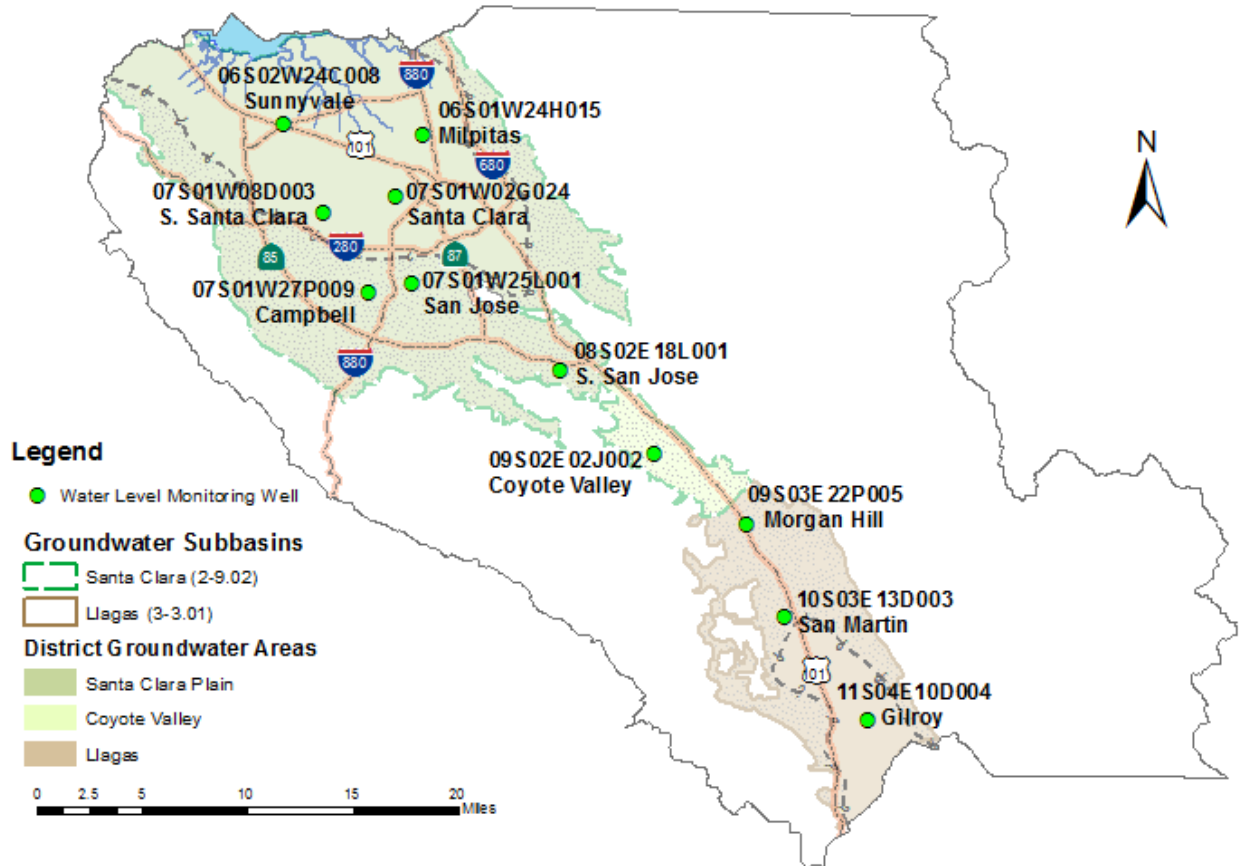 880
06S02W24C008
Sunnyvale
06S01W24H015
Milpitas
N
101
680
07S01W08D003
S. Santa Clara
07S01W02G024
Santa Clara
85
280
87
07S01W27P009
Campbell
07S01W25L001
San Jose
880
08S02E18L001
S. San Jose
Legend
Water Level Monitoring Well
09S02E02J002
Coyote Valley
09S03E22P005
Morgan Hill
Groundwater Subbasins
Santa Clara (2-9.02)
Llagas (3-3.01)
10S03E13D003
San Martin
District Groundwater Areas
Santa Clara Plain
Coyote Valley
Llagas
101
11S04E10D004
Gilroy
0 2.5 5 10 15 20
Miles